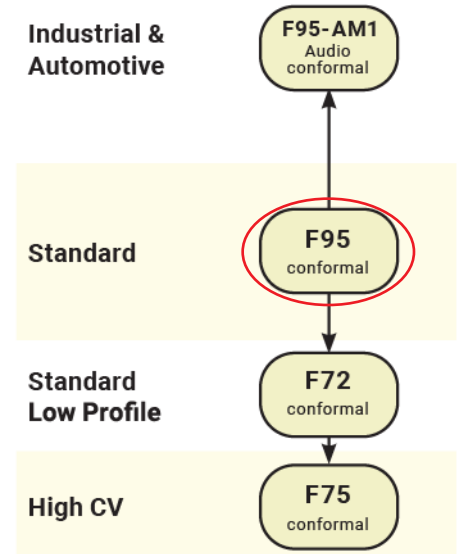 Industrial &
Automotive
F95-AM1
Audio
conformal
Standard
F95
conformal
Standard
Low Profile
F72
conformal
High CV
F75
conformal